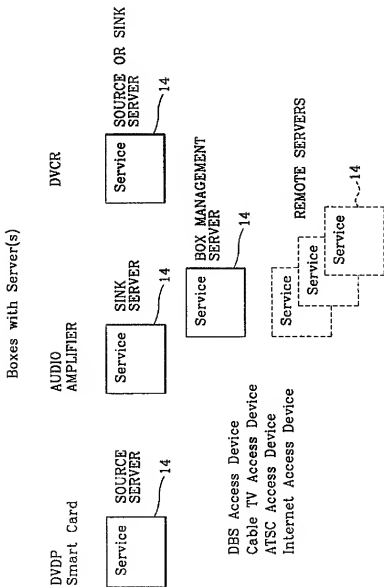 Boxes with Server(s)
DVDP
Smart Card
Service
SOURCE
SERVER
14
AUDIO
AMPLIFIER
Service
SINK
SERVER
14
DVCR
Service
SOURCE OR SINK
SERVER
14
Service
BOX MANAGEMENT
SERVER
14
DBS Access Device
Cable TV Access Device
ATSC Access Device
Internet Access Device
Service
Service
Service
REMOTE SERVERS
14